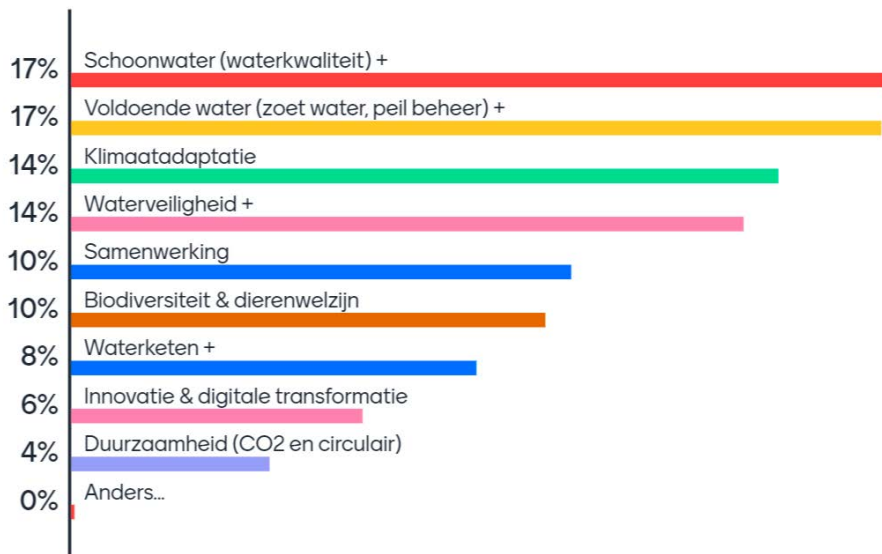 17% Schoonwater (waterkwaliteit) +
17% Voldoende water (zoet water, peil beheer) +
14% Klimaatadaptatie
14% Waterveiligheid +
10% Samenwerking
10% Biodiversiteit & dierenwelzijn
8% Waterketen +
6% Innovatie & digitale transformatie
4% Duurzaamheid (CO2 en circulair)
0% Anders...